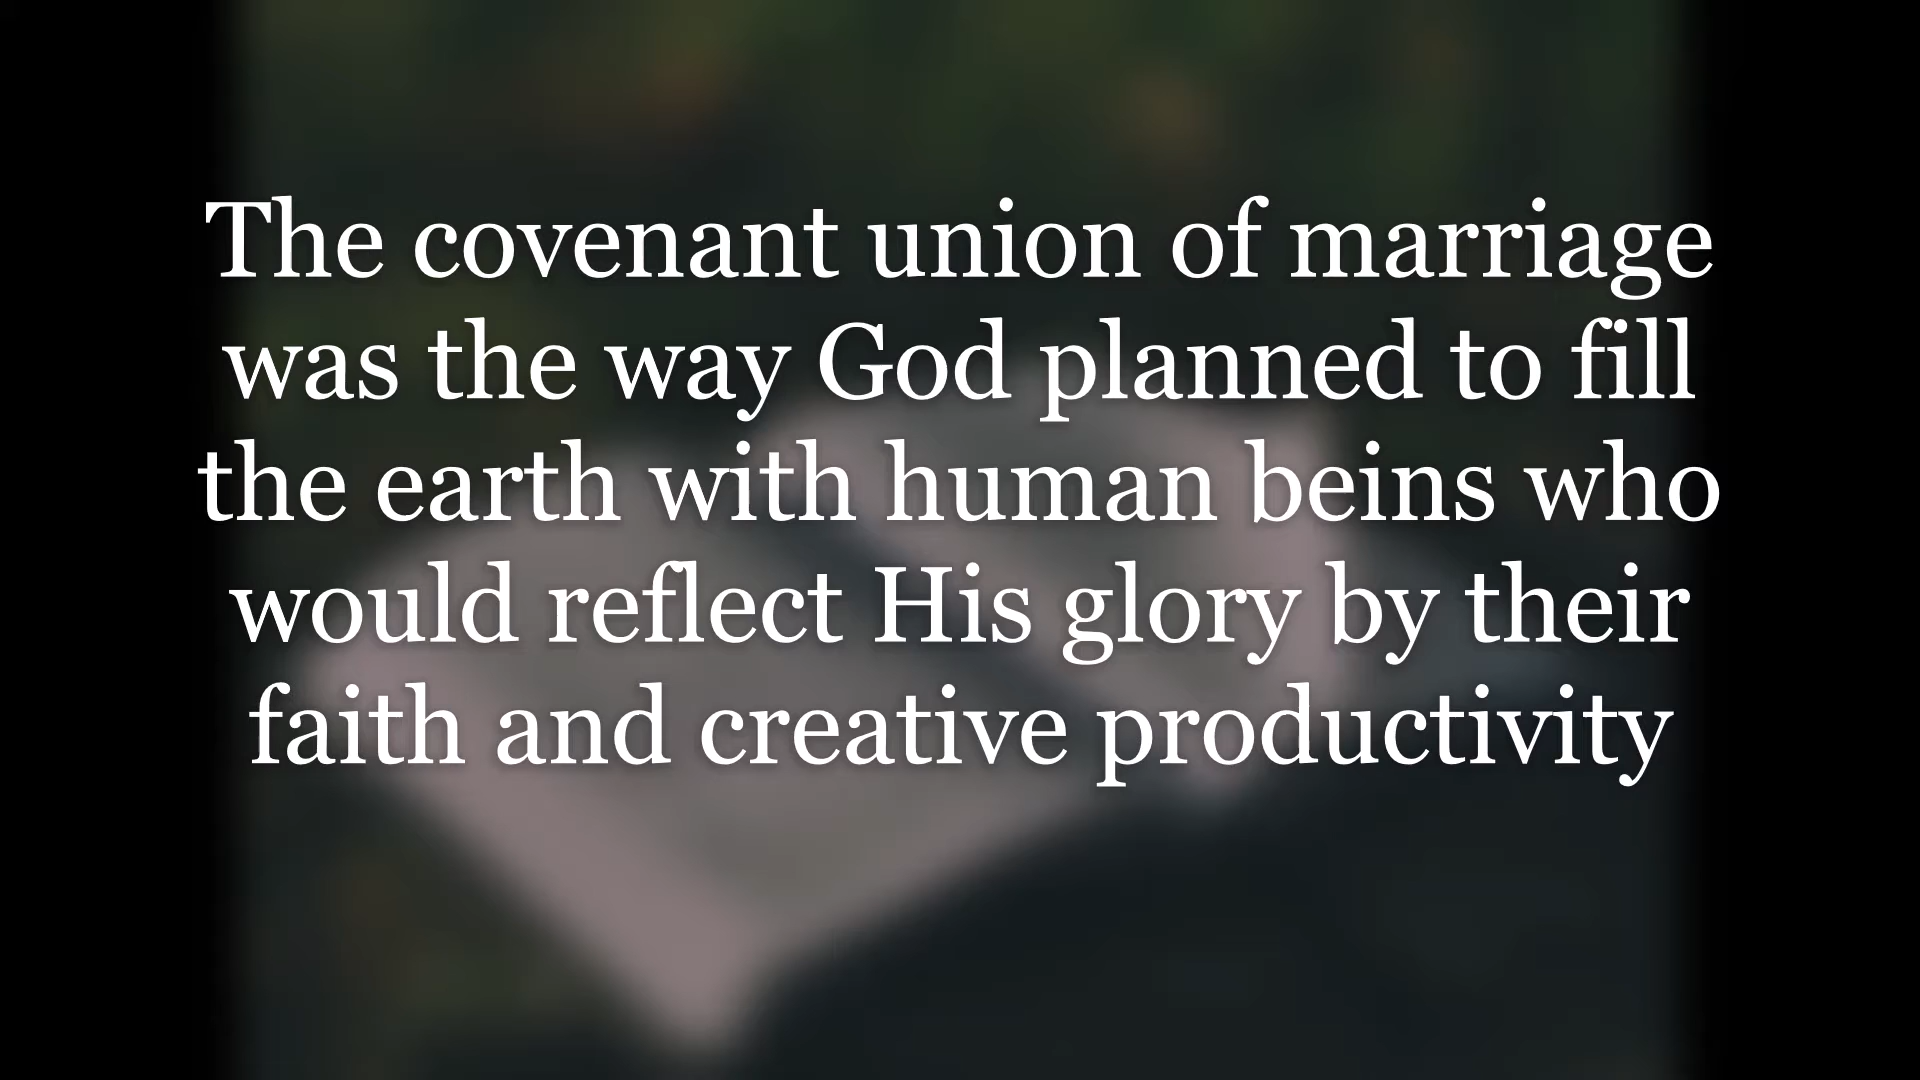 The covenant union of marriage
was the way God planned to fill
the earth with human beins who
would reflect His glory by their
faith and creative productivity